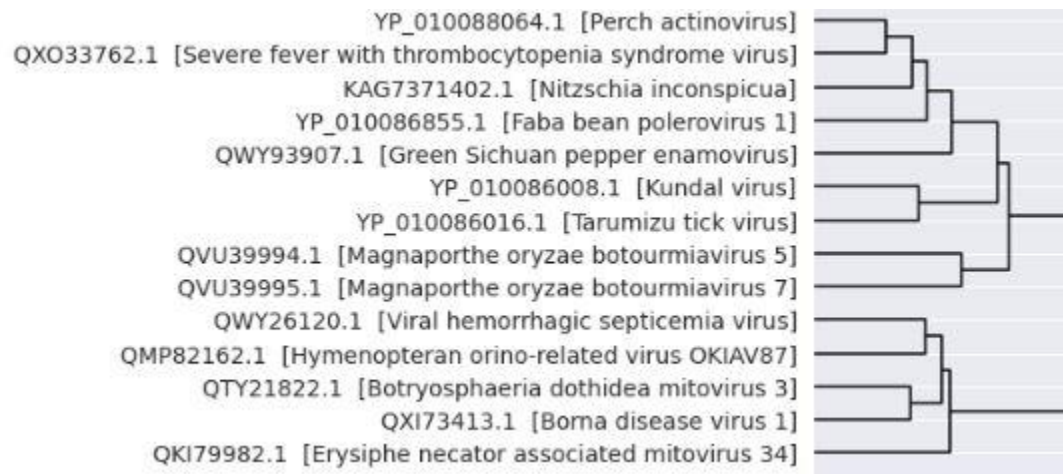 YP_010088064.1 [Perch actinovirus]
QXO33762.1 [Severe fever with thrombocytopenia syndrome virus]
KAG7371402.1 [Nitzschia inconspicua]
YP_010086855.1 [Faba bean polerovirus 1]
QWY93907.1 [Green Sichuan pepper enamovirus]
YP_010086008.1 [Kundal virus]
YP_010086016.1 [Tarumizu tick virus]
QVU39994.1 [Magnaporthe oryzae botourmiavirus 5]
QVU39995.1 [Magnaporthe oryzae botourmiavirus 7]
QWY26120.1 [Viral hemorrhagic septicemia virus]
QMP82162.1 [Hymenopteran orino-related virus OKIAV87]
QTY21822.1 [Botryosphaeria dothidea mitovirus 3]
QXI73413.1 [Borna disease virus 1]
QKI79982.1 [Erysiphe necator associated mitovirus 34]